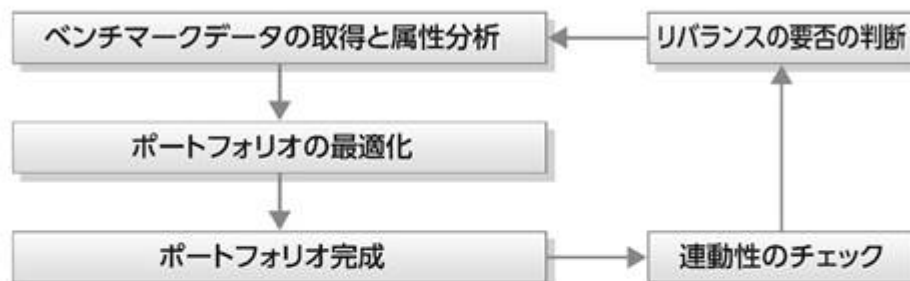 ベンチマークデータの取得と属性分析
リバランスの要否の判断
ポートフォリオの最適化
ポートフォリオ完成
連動性のチェック